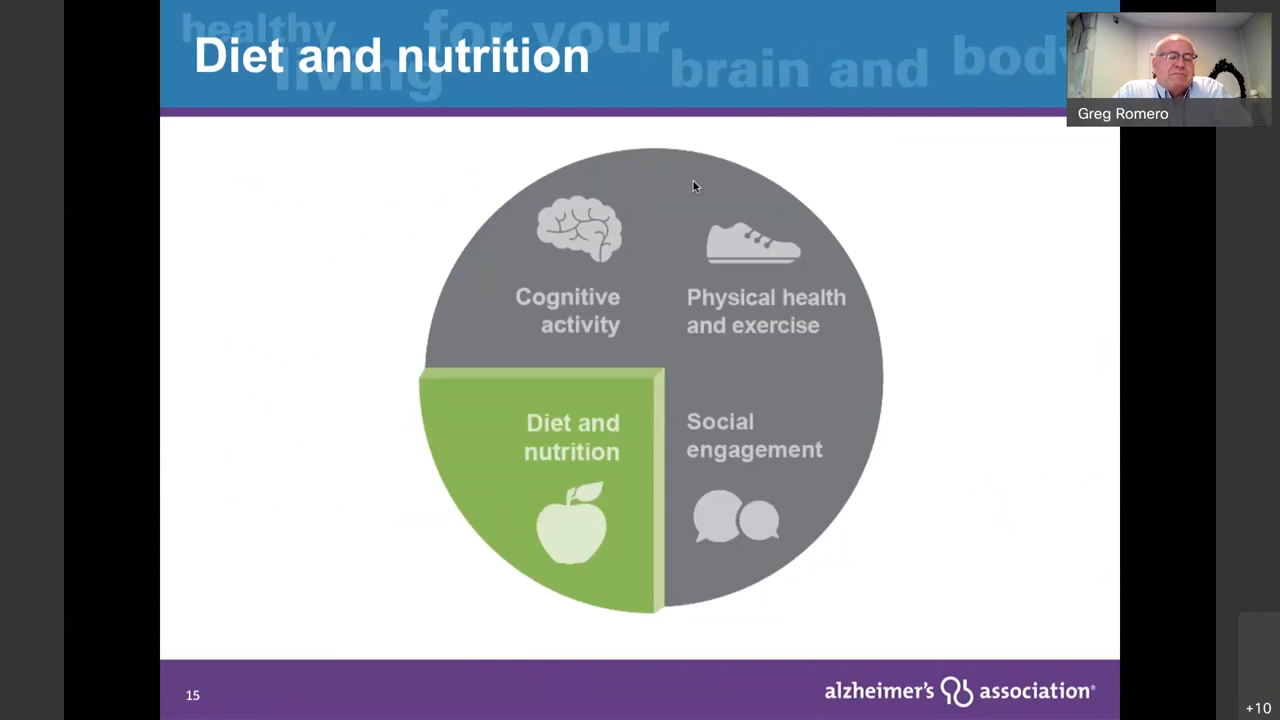 healthy for your
living brain and body
Diet and nutrition
Greg Romero
Cognitive
activity
Physical health
and exercise
Diet and
nutrition
Social
engagement
15
alzheimer's association®
+10